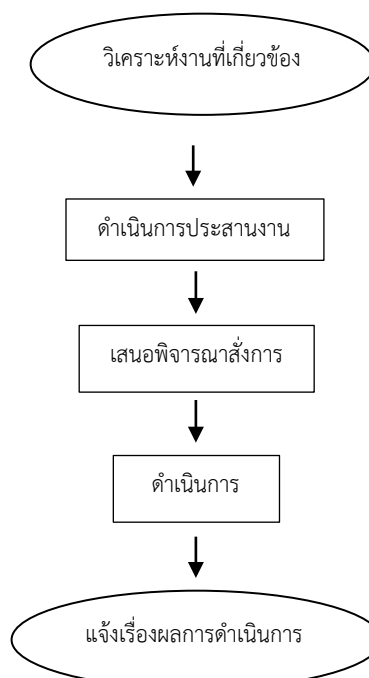 วิเคราะห์งานที่เกี่ยวข้อง
ดำเนินการประสานงาน
เสนอพิจารณาสั่งการ
ดำเนินการ
แจ้งเรื่องผลการดำเนินการ